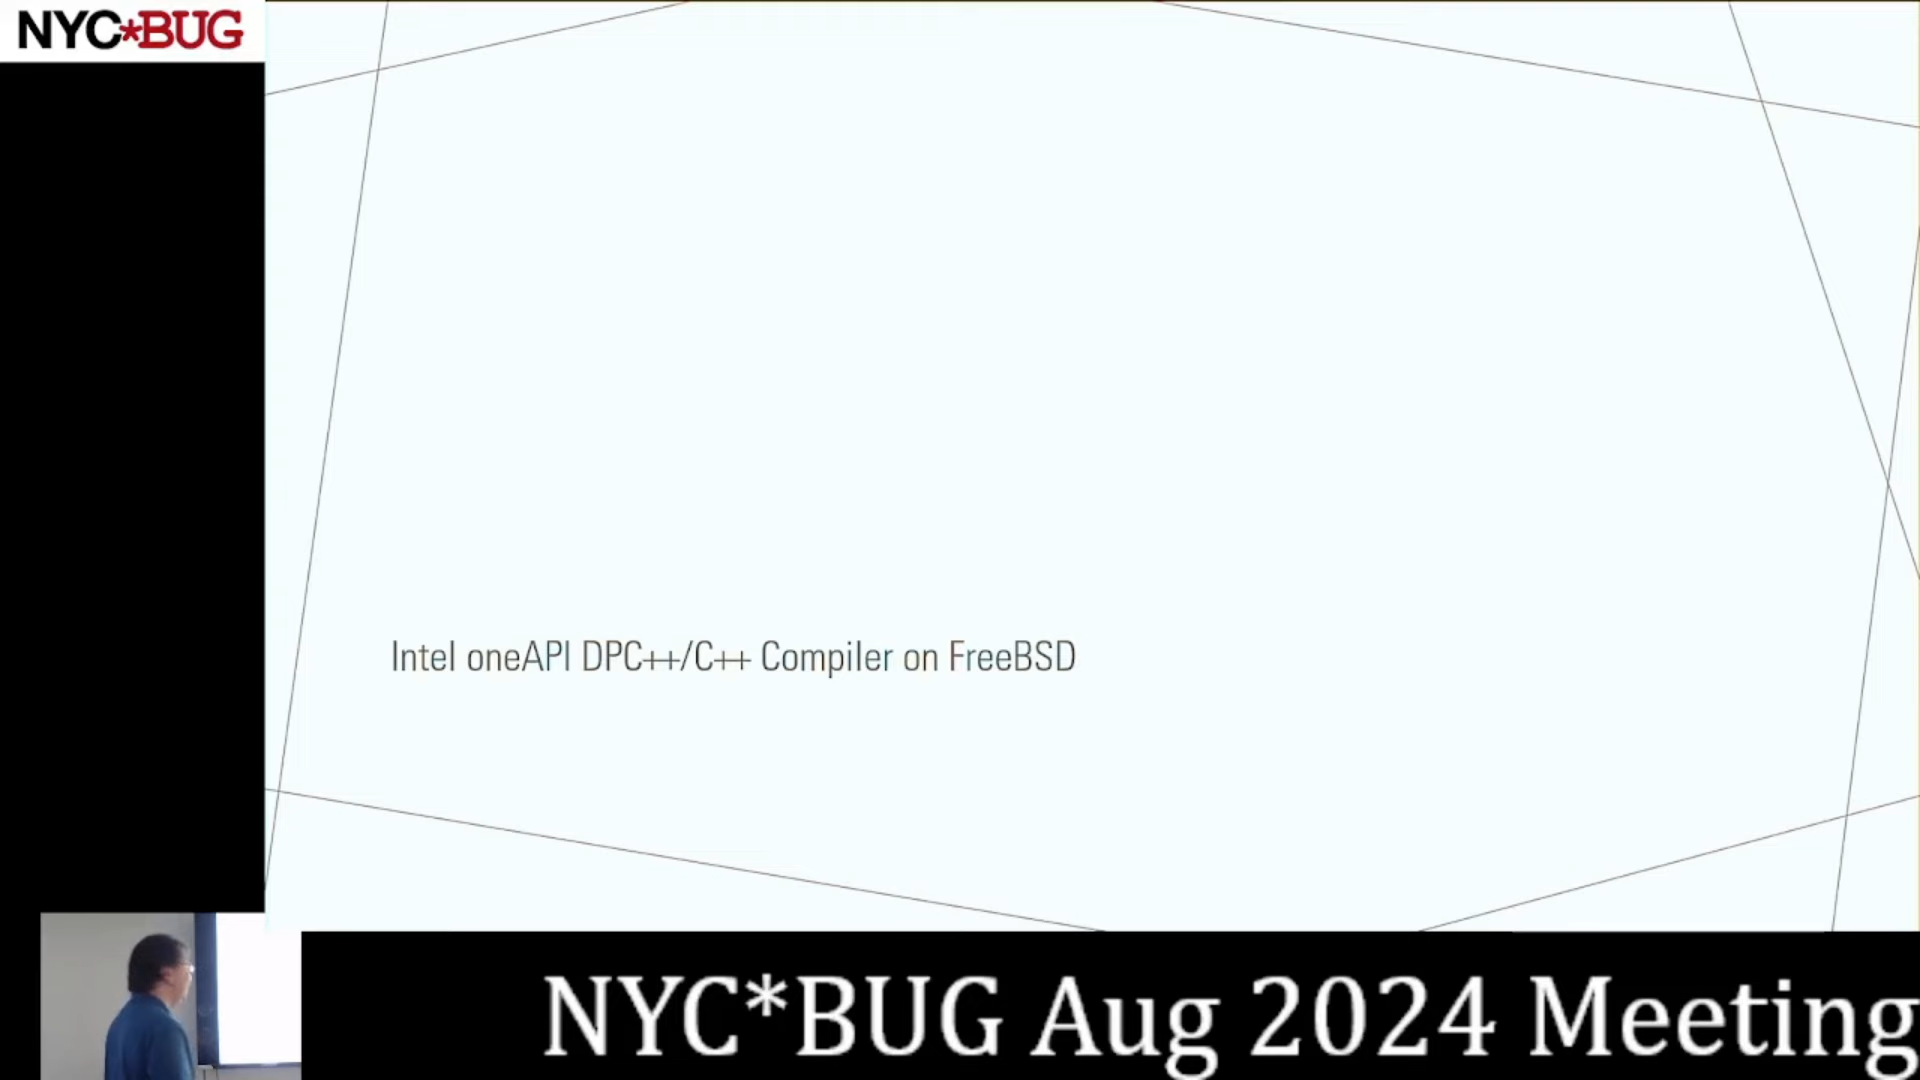 NYC*BUG
Intel oneAPI DPC++/C++ Compiler on FreeBSD
NYC*BUG Aug 2024 Meeting